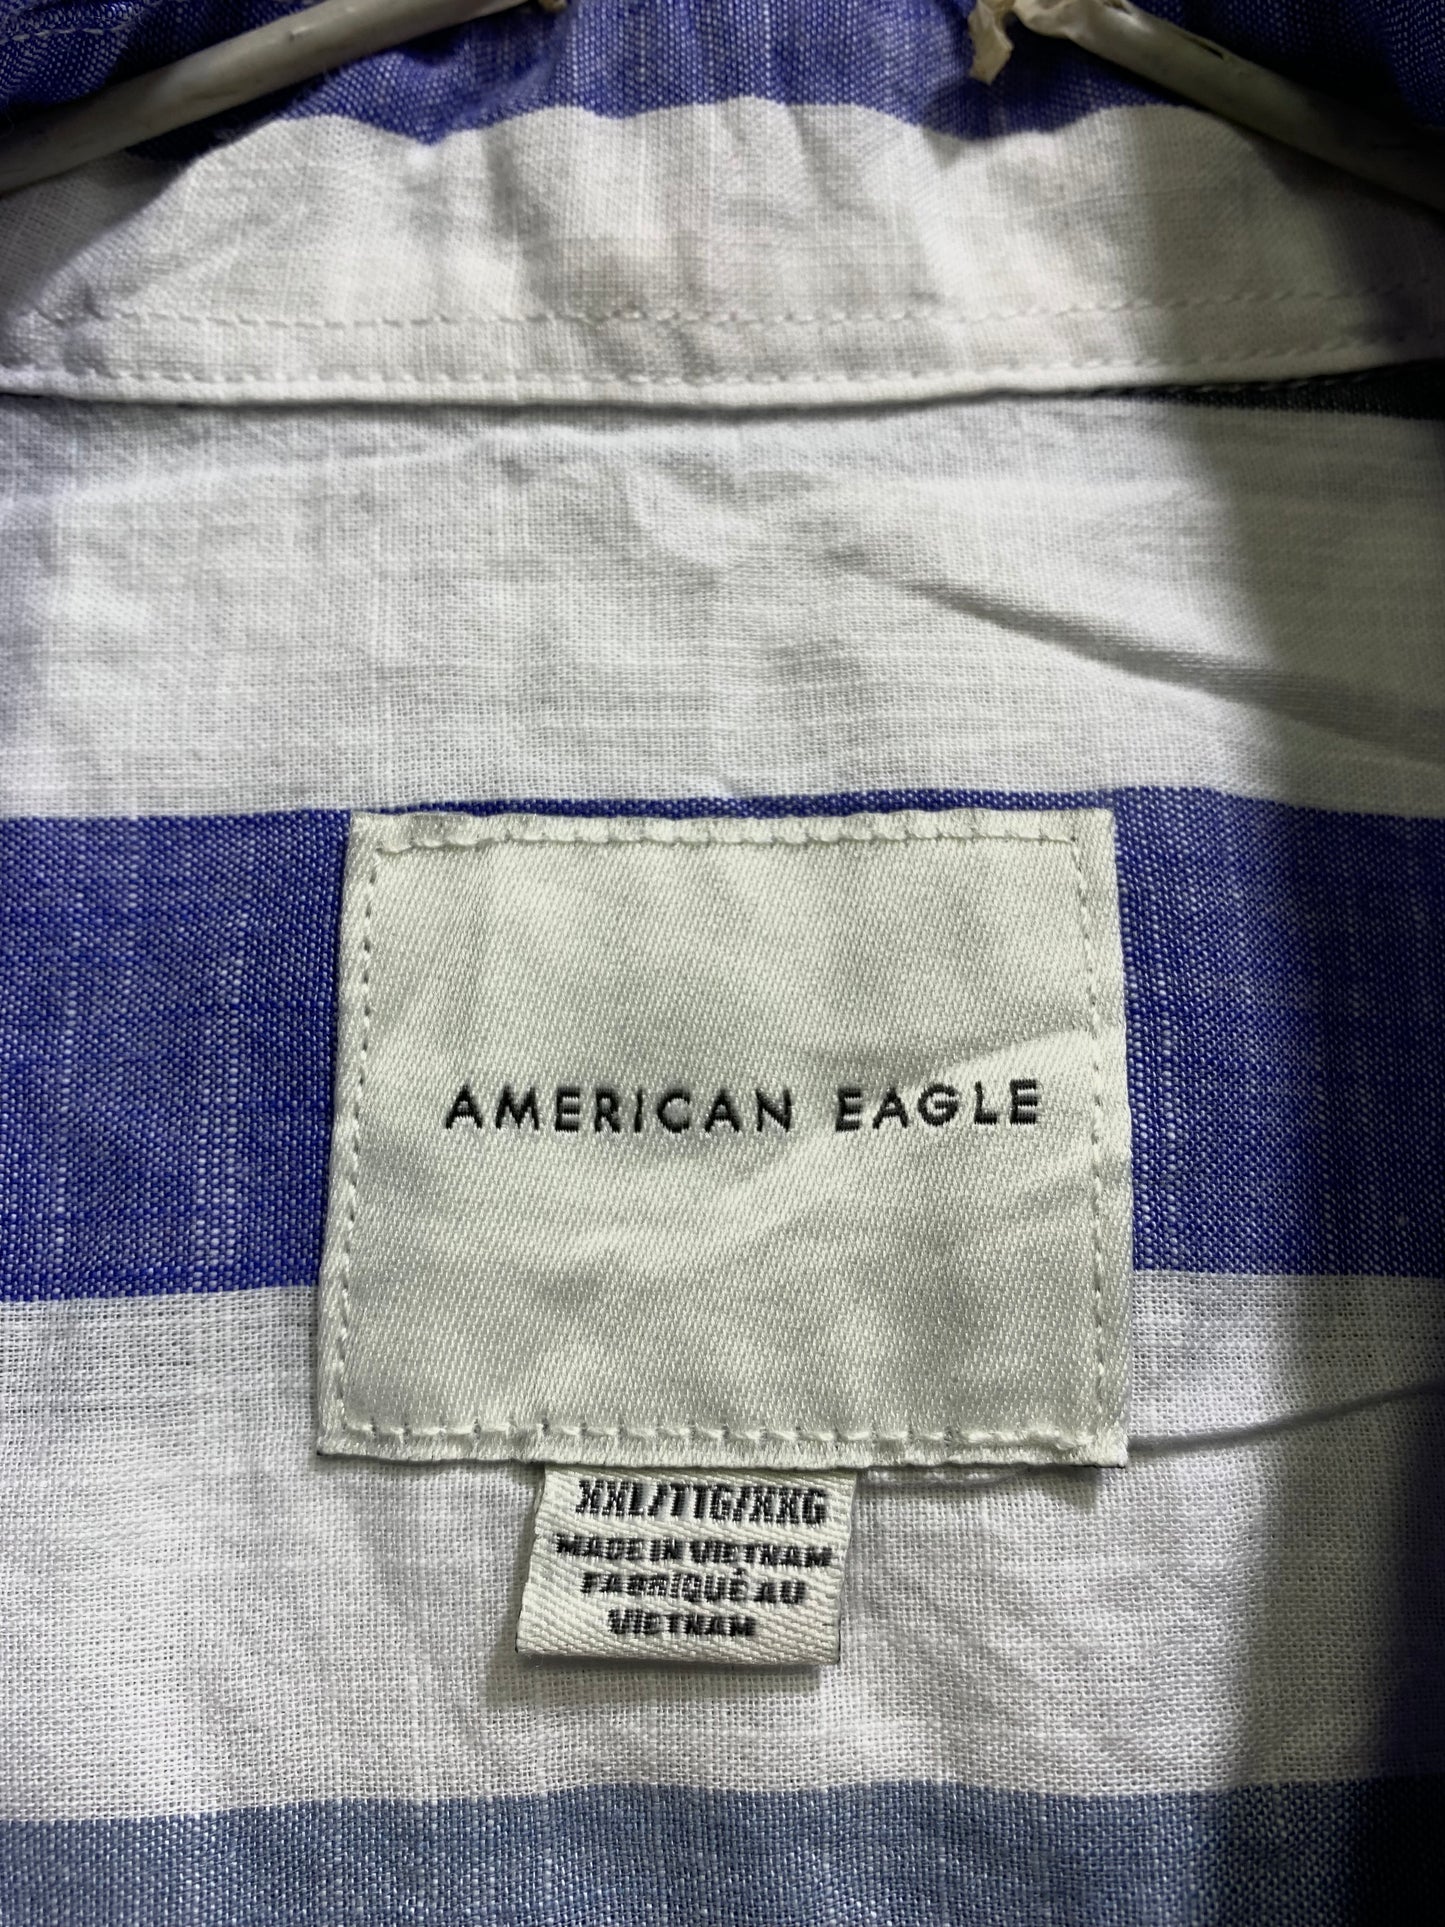 AMERICAN EAGLE
XXL/TTG/XXG
MADE IN VIETNAM
FABRIQUÉ AU
VIETNAM